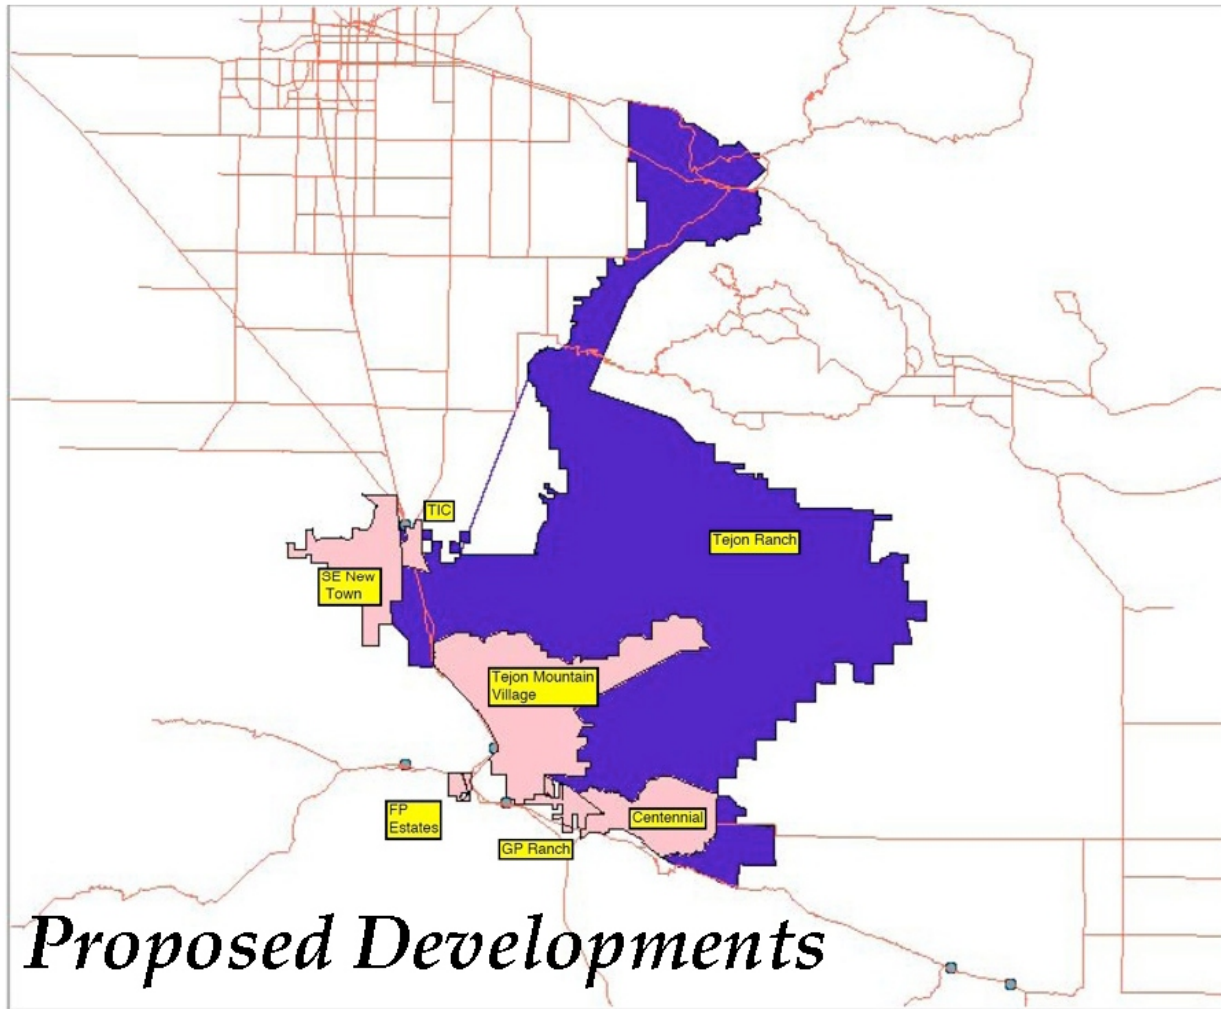 TIC
Tejon Ranch
SE New
Town
Tejon Mountain
Village
FP
Estates
Centennial
GP Ranch
Proposed Developments